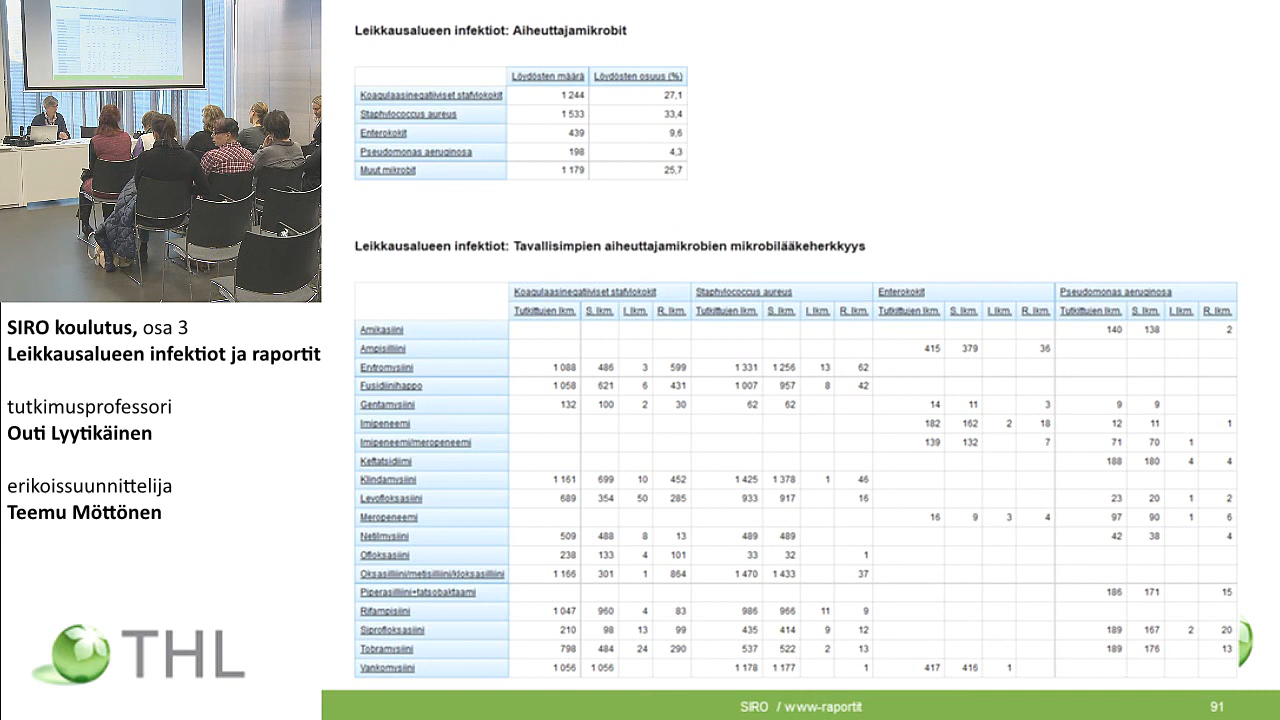 Leikkausalueen infektiot: Aiheuttajamikrobit
Löydösten määrä Löydösten osuus (%)
Koagulaasinegatiiviset stafylokokit 1 244 27,1
Staphylococcus aureus 1 533 33,4
Enterokokit 439 9,6
Pseudomonas aeruginosa 198 4,3
Muut mikrobit 1 179 25,7
Leikkausalueen infektiot: Tavallisimpien aiheuttajamikrobien mikrobilääkeherkkyys
Koagulaasinegatiiviset stafylokokit Staphylococcus aureus Enterokokit Pseudomonas aeruginosa
Tutkittujen lkm. S. lkm. I. lkm. R. lkm. Tutkittujen lkm. S. lkm. I. lkm. R. lkm. Tutkittujen lkm. S. lkm. I. lkm. R. lkm. Tutkittujen lkm. S. lkm. I. lkm. R. lkm.
Amikasiini 140 138 2
Ampisilliini 415 379 36
Erytromysiini 1 088 486 3 599 1 331 1 256 13 62
Fusidiinihappo 1 058 621 6 431 1 007 957 8 42
Gentamysiini 132 100 2 30 62 62 14 11 3 9 9
Imipeneemi 182 162 2 18 12 11 1
Imipeneemi/meropeneemi 139 132 7 71 70 1
Keftatsidiimi 188 180 4 4
Klindamysiini 1 161 699 10 452 1 425 1 378 1 46
Levofloksasiini 689 354 50 285 933 917 16 23 20 1 2
Meropeneemi 16 9 3 4 97 90 1 6
Netilmysiini 509 488 8 13 489 489 42 38 4
Ofloksasiini 238 133 4 101 33 32 1
Oksasilliini/metisilliini/kloksasilliini 1 166 301 1 864 1 470 1 433 37
Piperasilliini+tatsobaktaami 186 171 15
Rifampisiini 1 047 960 4 83 986 966 11 9
Siprofloksasiini 210 98 13 99 435 414 9 12 189 167 2 20
Tobramysiini 798 484 24 290 537 522 2 13 189 176 13
Vankomysiini 1 056 1 056 1 178 1 177 1 417 416 1
SIRO koulutus, osa 3
Leikkausalueen infektiot ja raportit
tutkimusprofessori
Outi Lyytikäinen
erikoissuunnittelija
Teemu Möttönen
THL
SIRO / www-raportit 91